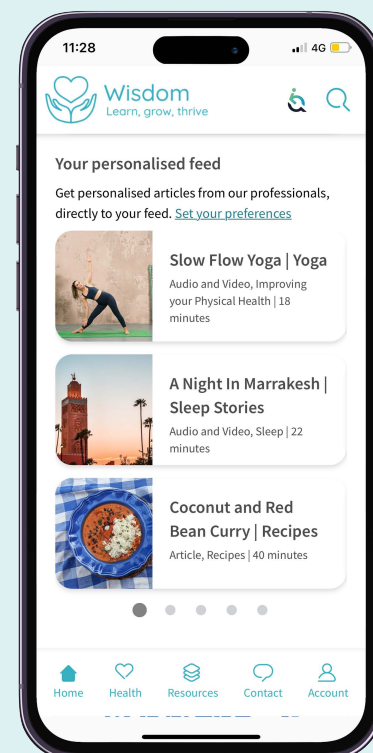 11:28
4G
Wisdom
Learn, grow, thrive
Your personalised feed
Get personalised articles from our professionals,
directly to your feed. Set your preferences
Slow Flow Yoga | Yoga
Audio and Video, Improving
your Physical Health | 18
minutes
A Night In Marrakesh |
Sleep Stories
Audio and Video, Sleep | 22
minutes
Coconut and Red
Bean Curry | Recipes
Article, Recipes | 40 minutes
Home
Health
Resources
Contact
Account